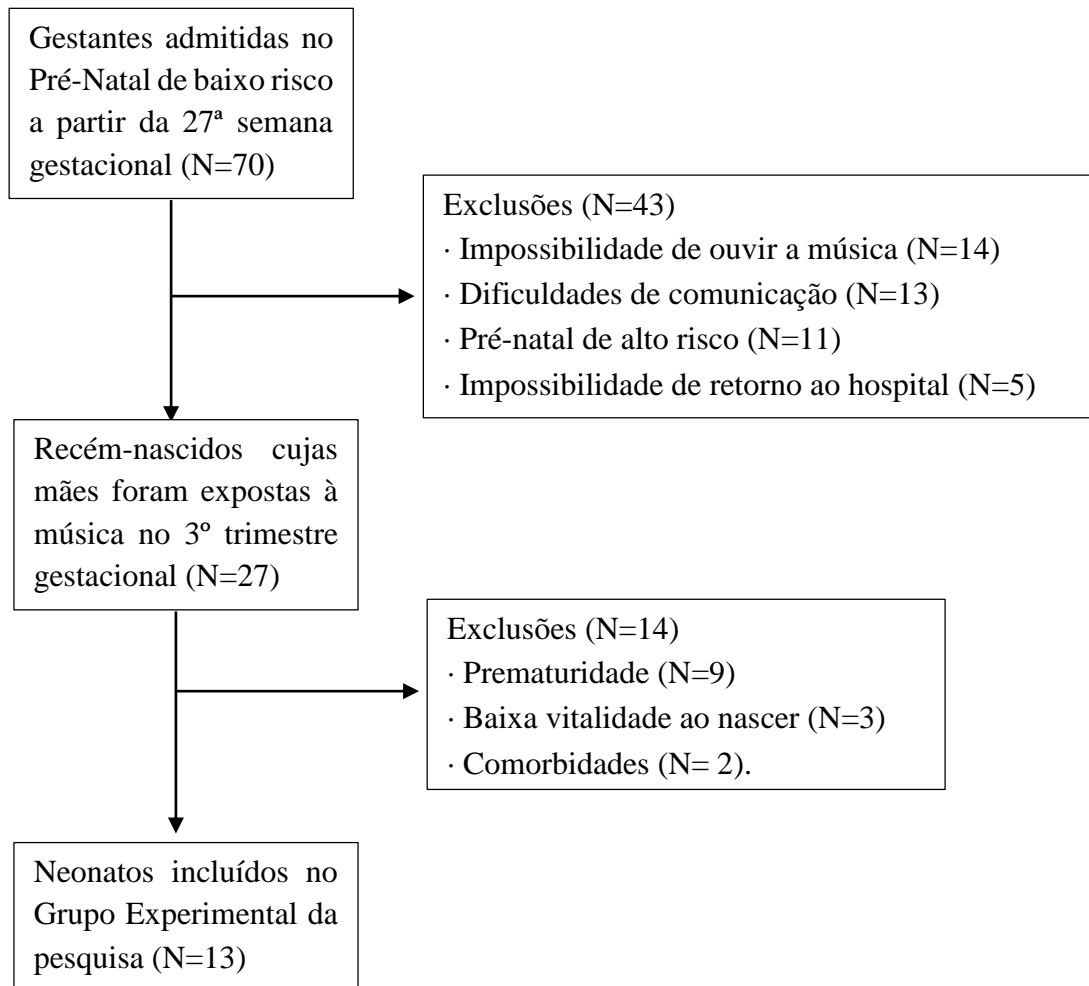 Gestantes admitidas no
Pré-Natal de baixo risco
a partir da 27ª semana
gestacional (N=70)
Exclusões (N=43)
· Impossibilidade de ouvir a música (N=14)
· Dificuldades de comunicação (N=13)
· Pré-natal de alto risco (N=11)
· Impossibilidade de retorno ao hospital (N=5)
Recém-nascidos cujas
mães foram expostas à
música no 3º trimestre
gestacional (N=27)
Exclusões (N=14)
· Prematuridade (N=9)
· Baixa vitalidade ao nascer (N=3)
· Comorbidades (N= 2).
Neonatos incluídos no
Grupo Experimental da
pesquisa (N=13)